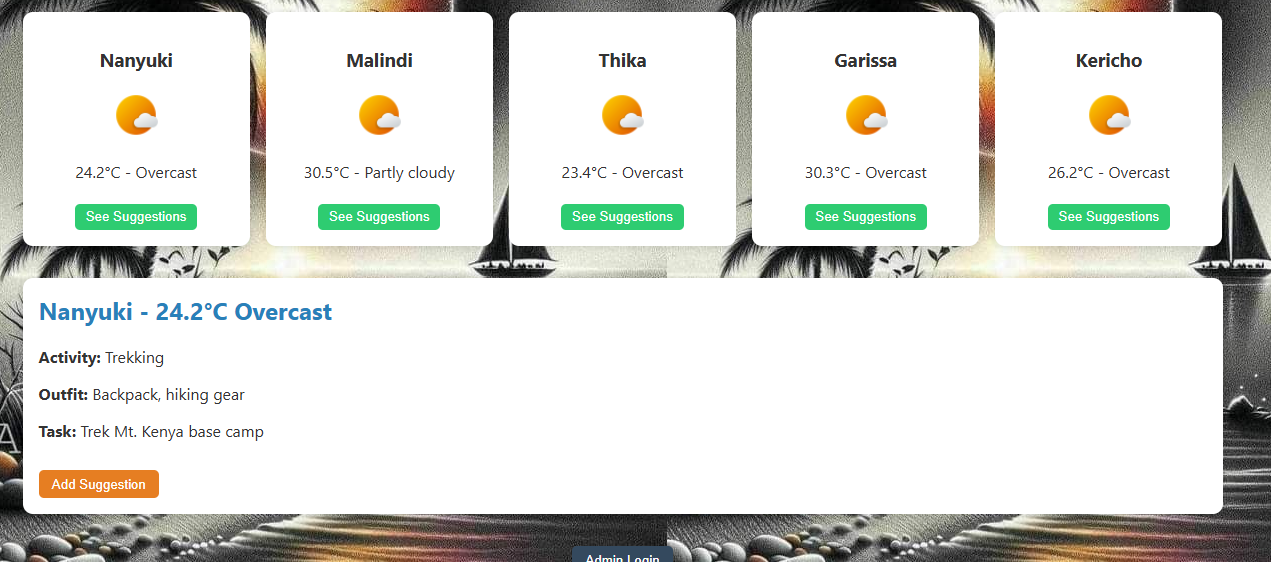 Nanyuki
Malindi
Thika
Garissa
Kericho
24.2°C - Overcast
30.5°C - Partly cloudy
23.4°C - Overcast
30.3°C - Overcast
26.2°C - Overcast
See Suggestions
See Suggestions
See Suggestions
See Suggestions
See Suggestions
Nanyuki - 24.2°C Overcast
Activity: Trekking
Outfit: Backpack, hiking gear
Task: Trek Mt. Kenya base camp
Add Suggestion
Admin Login